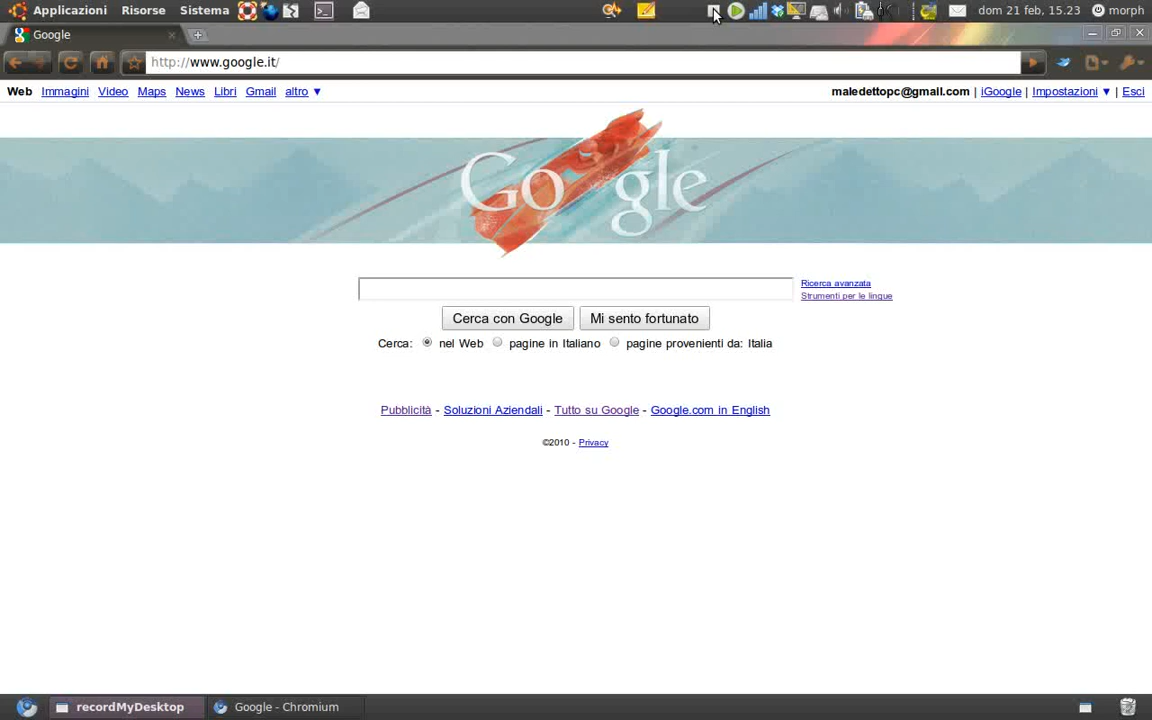 Applicazioni Risorse Sistema dom 21 feb, 15.23 morph
Google
http://www.google.it/
Web Immagini Video Maps News Libri Gmail altro ▼ maledettopc@gmail.com | iGoogle | Impostazioni ▼ | Esci
Google
Ricerca avanzata
Strumenti per le lingue
Cerca con Google Mi sento fortunato
Cerca: nel Web pagine in Italiano pagine provenienti da: Italia
Pubblicità - Soluzioni Aziendali - Tutto su Google - Google.com in English
©2010 - Privacy
recordMyDesktop Google - Chromium